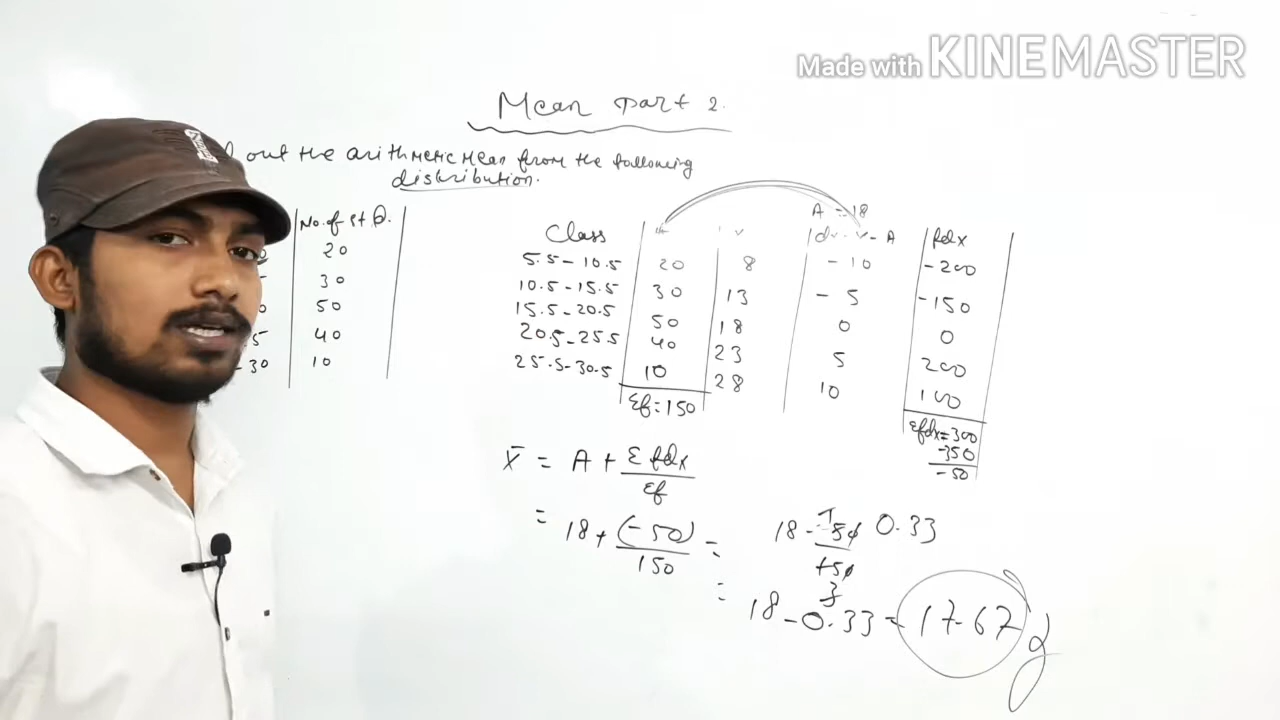 Made with KINEMASTER
Mean Part 2.
out the arithmetic Mean from the following
distribution.
No. of st
20
30
50
40
30 10
A = 18
Class f x dx = x - A fdx
5.5 - 10.5 20 8 - 10 - 200
10.5 - 15.5 30 13 - 5 - 150
15.5 - 20.5 50 18 0 0
20.5 - 25.5 40 23 5 200
25.5 - 30.5 10 28 10 100
Σf = 150 Σfdx = 300
-350
- 50
X̄ = A + Σfdx / Σf
= 18 + (-50) / 150 = 18 - 50 / 150 0.33
= 18 - 0.33 = 17.67